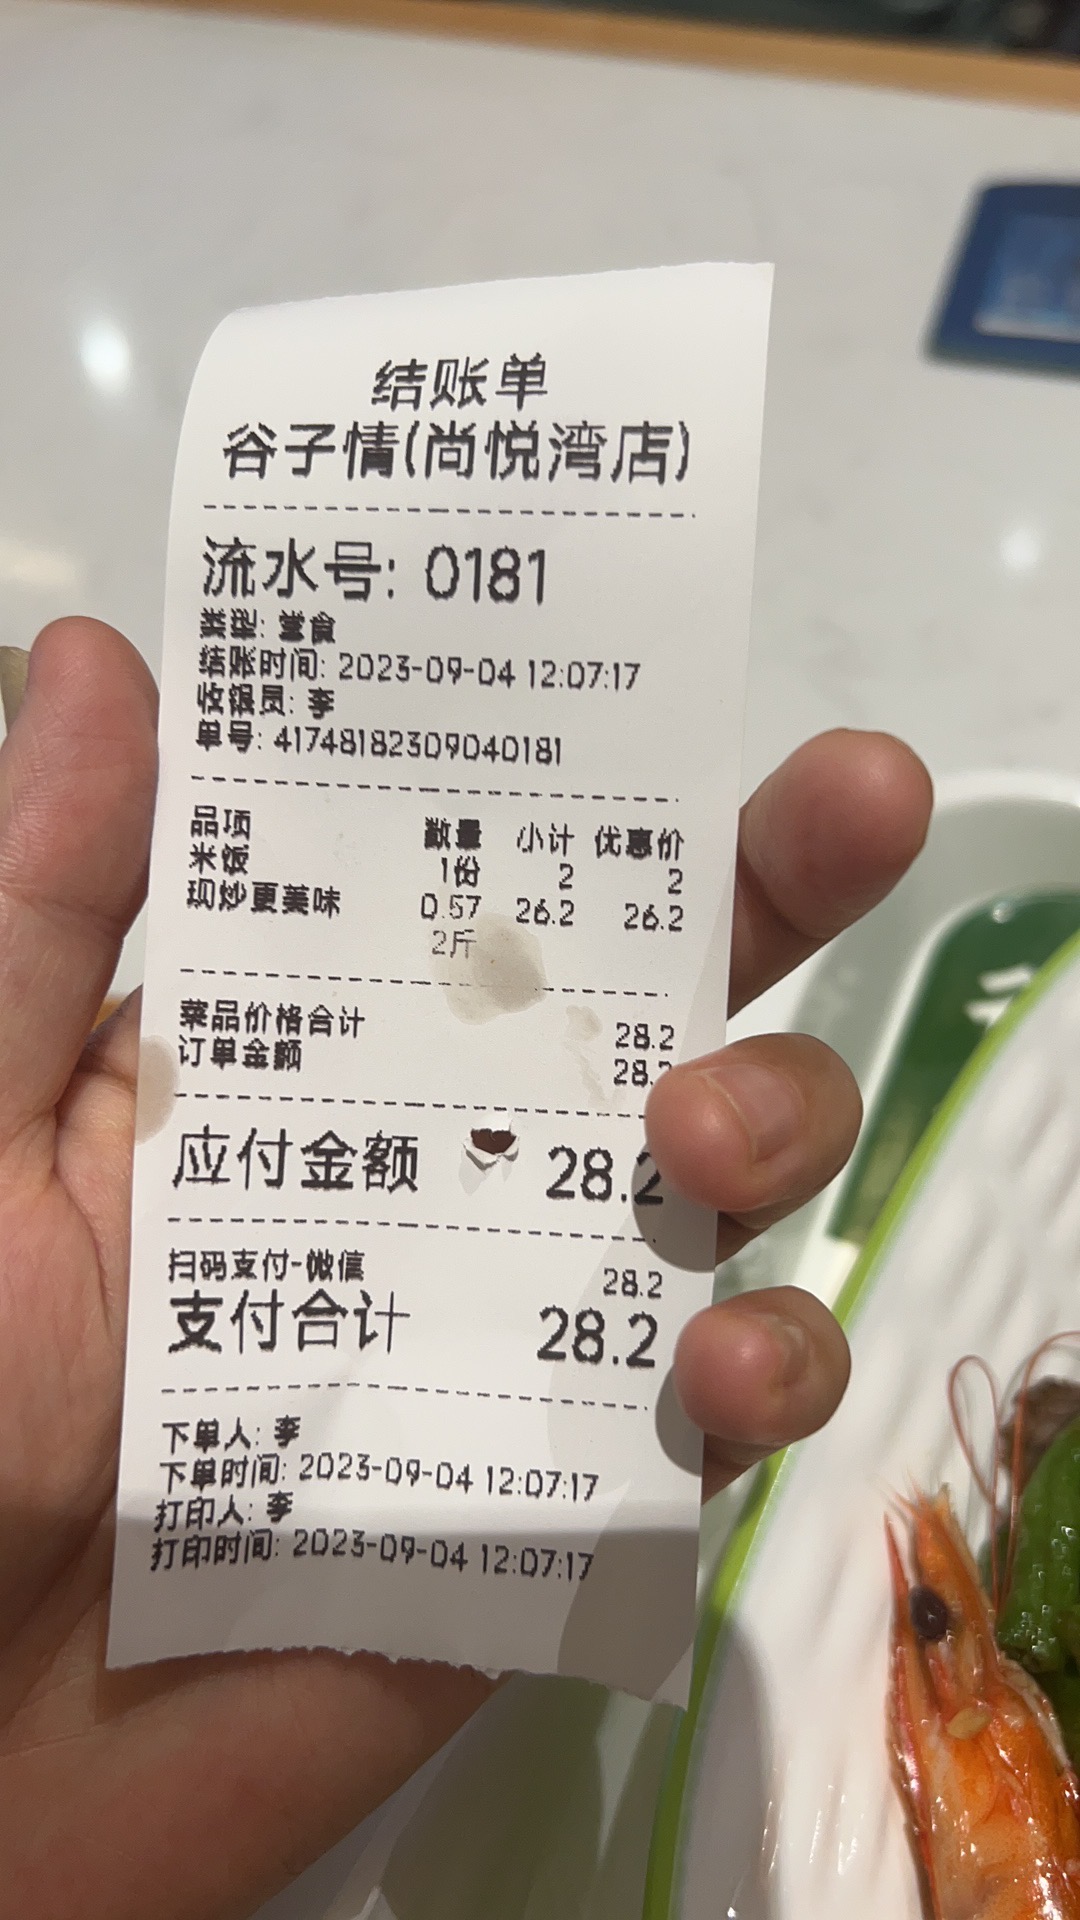 结账单
谷子情(尚悦湾店)
流水号: 0181
类型: 堂食
结账时间: 2023-09-04 12:07:17
收银员: 李
单号: 41748182309040181
品项 数量 小计 优惠价
米饭 1份 2 2
现炒更美味 0.57 26.2 26.2
2斤
菜品价格合计 28.2
订单金额 28.2
应付金额 28.2
扫码支付-微信 28.2
支付合计 28.2
下单人: 李
下单时间: 2023-09-04 12:07:17
打印人: 李
打印时间: 2023-09-04 12:07:17